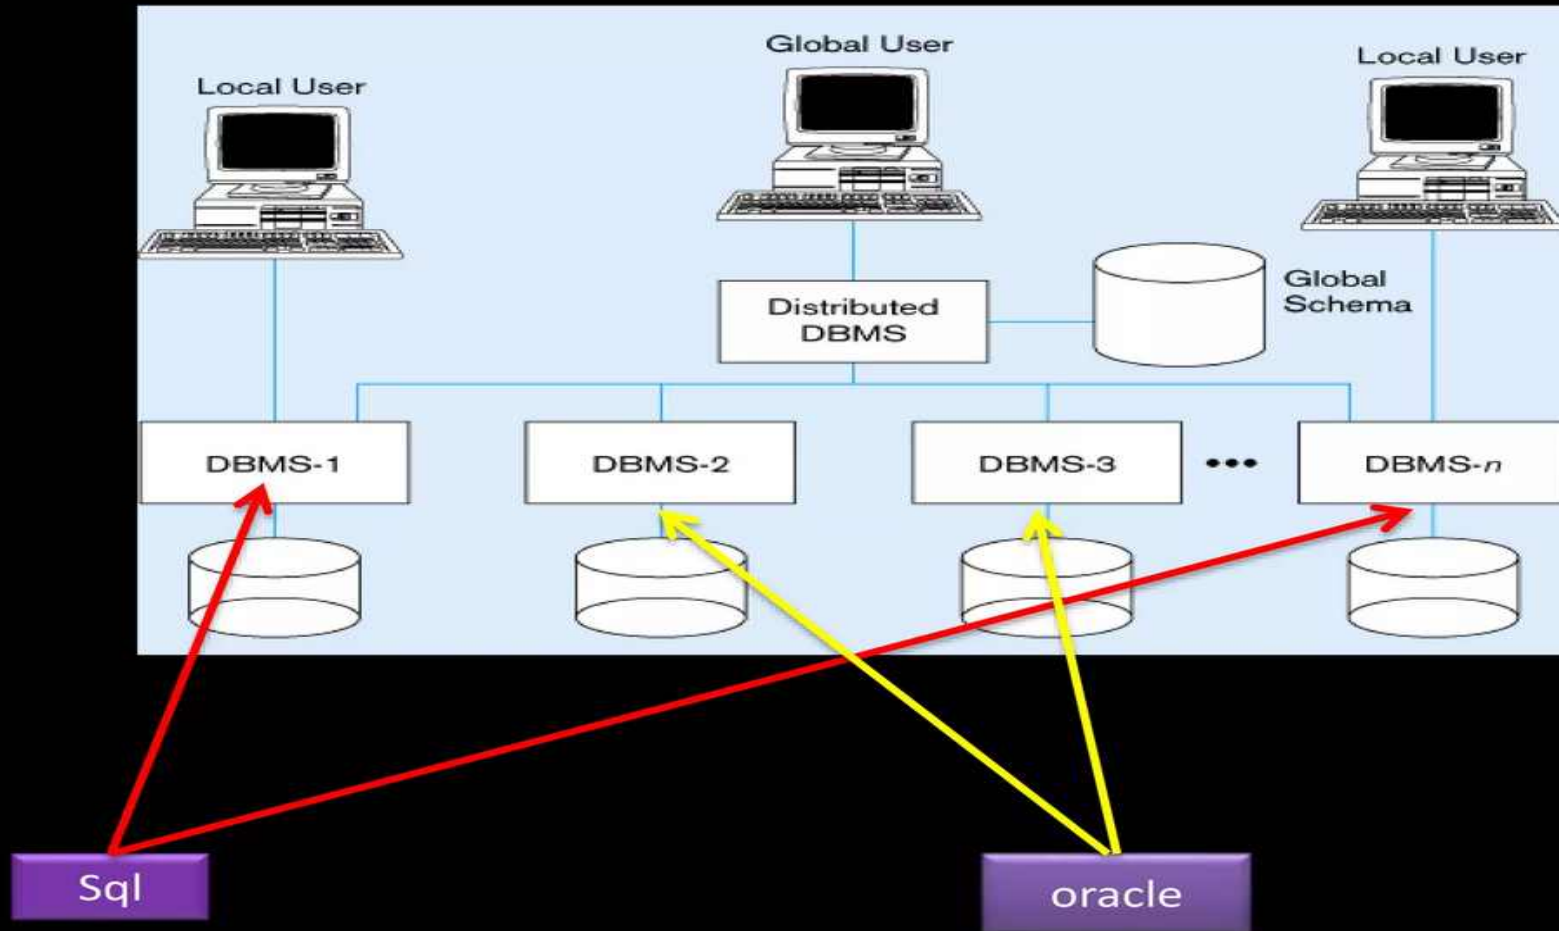 Global User
Local User
Local User
Distributed
DBMS
Global
Schema
DBMS-1
DBMS-2
DBMS-3
•••
DBMS-n
Sql
oracle